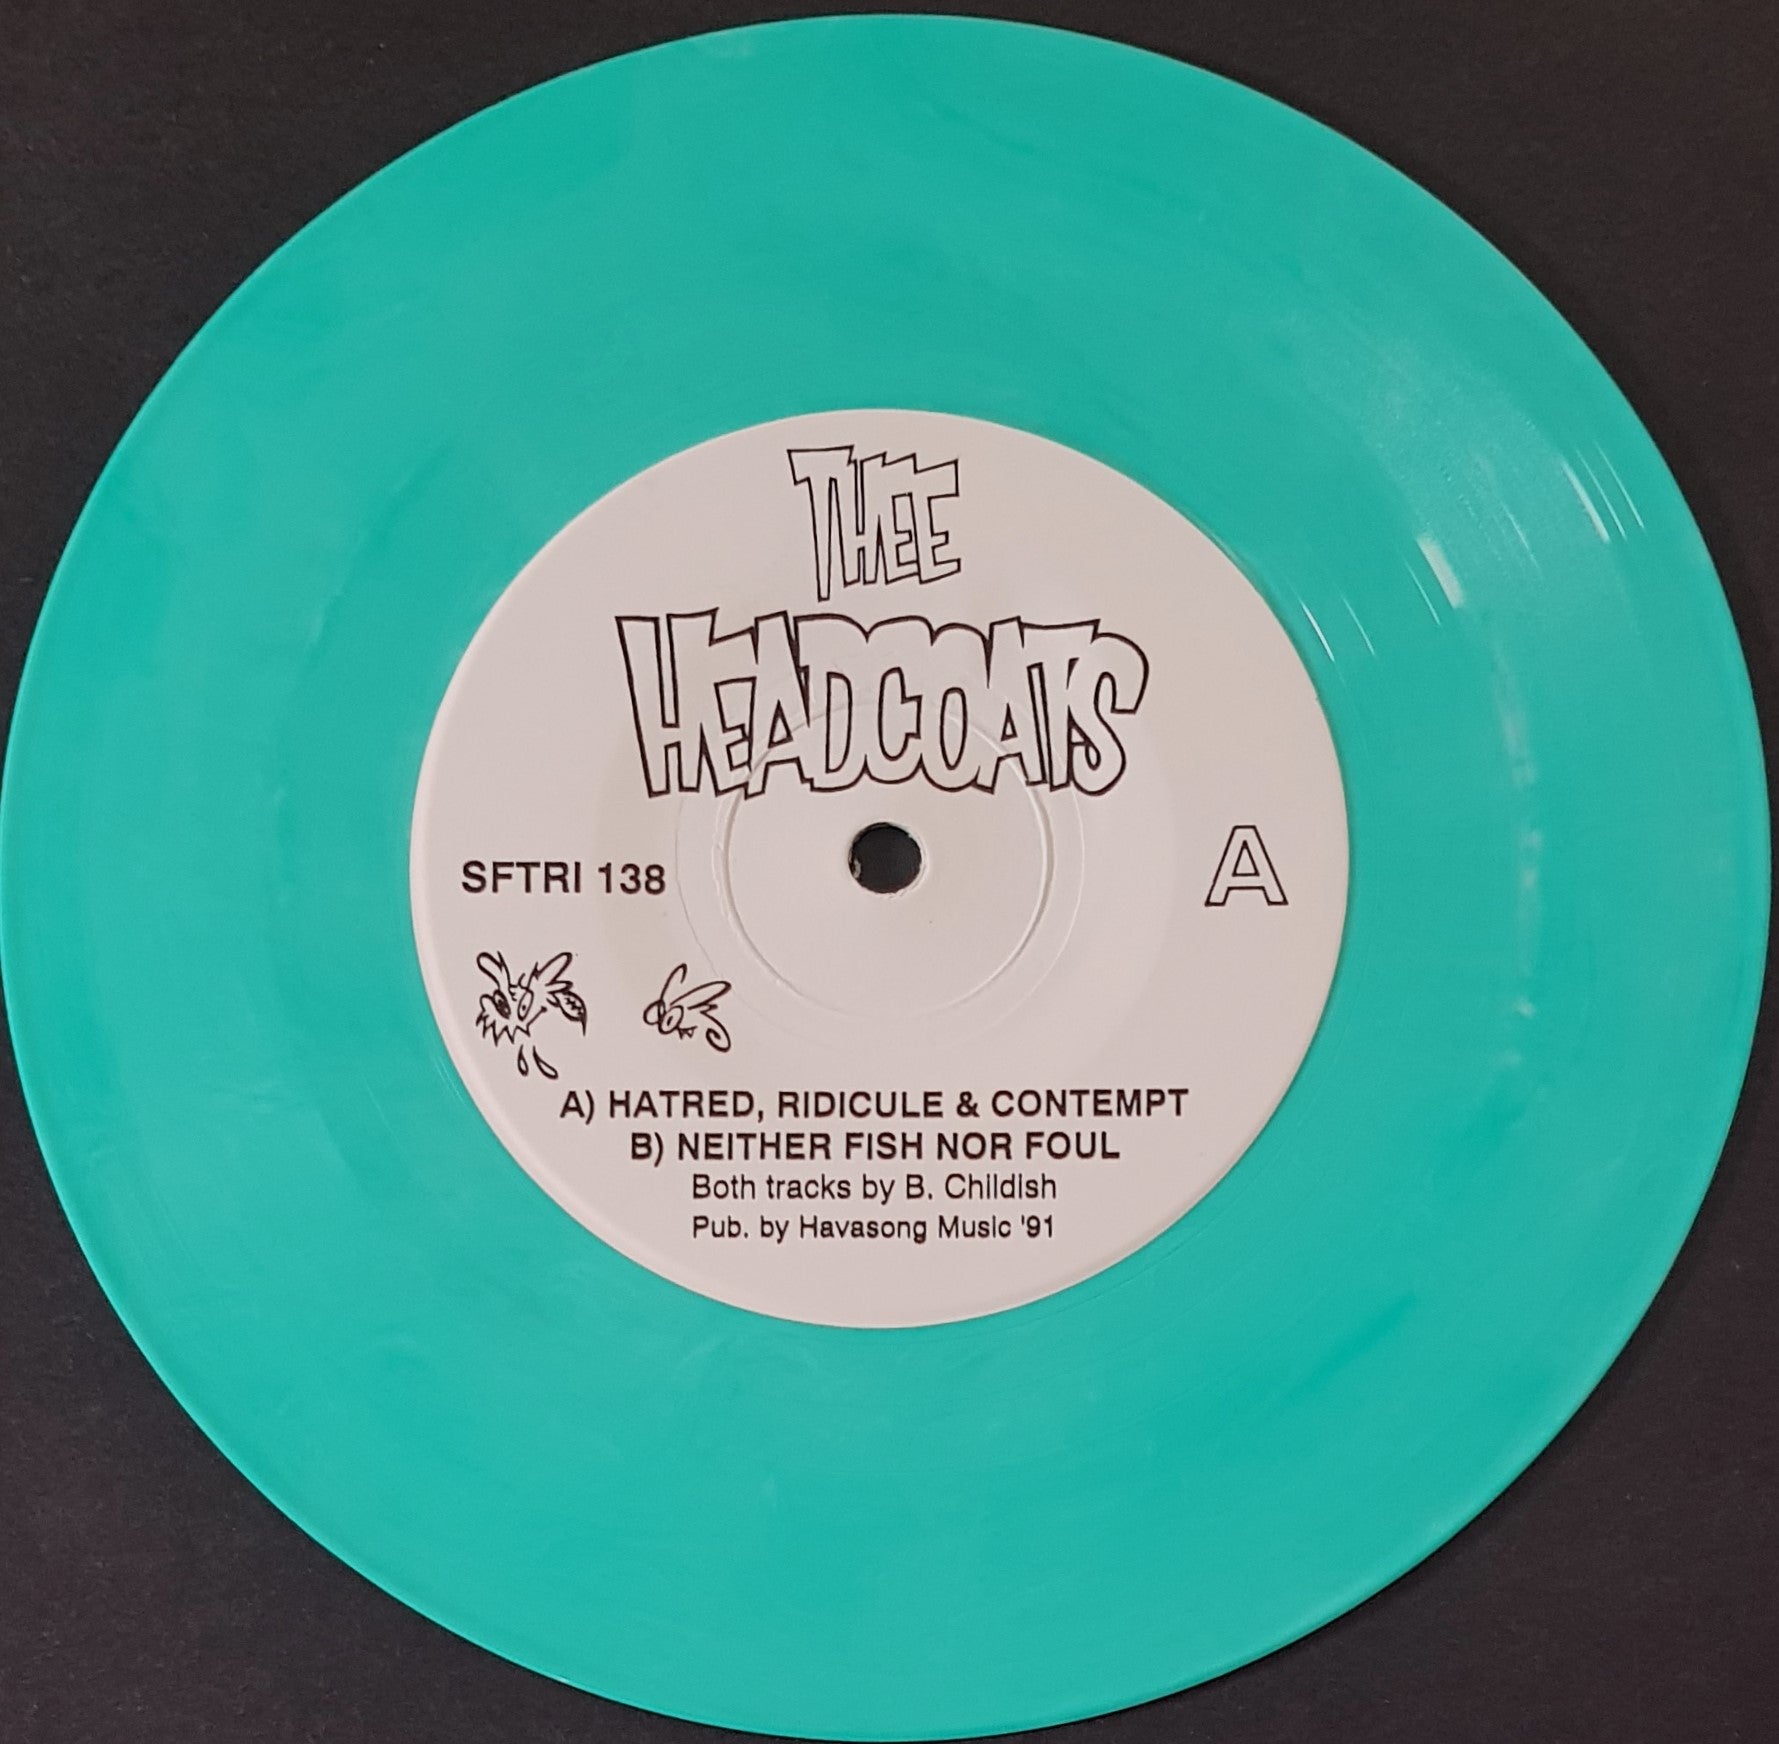 THEE
HEADCOATS
SFTRI 138
A
A) HATRED, RIDICULE & CONTEMPT
B) NEITHER FISH NOR FOUL
Both tracks by B. Childish
Pub. by Havasong Music '91